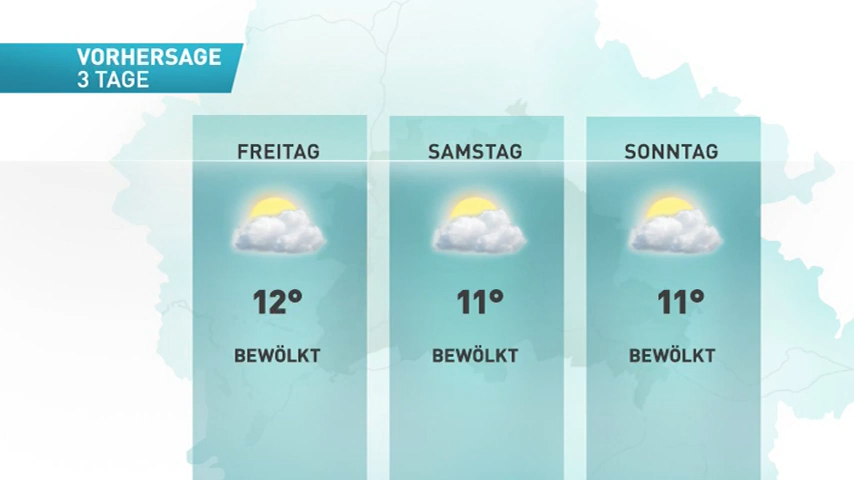 VORHERSAGE
3 TAGE
FREITAG
12°
BEWÖLKT
SAMSTAG
11°
BEWÖLKT
SONNTAG
11°
BEWÖLKT